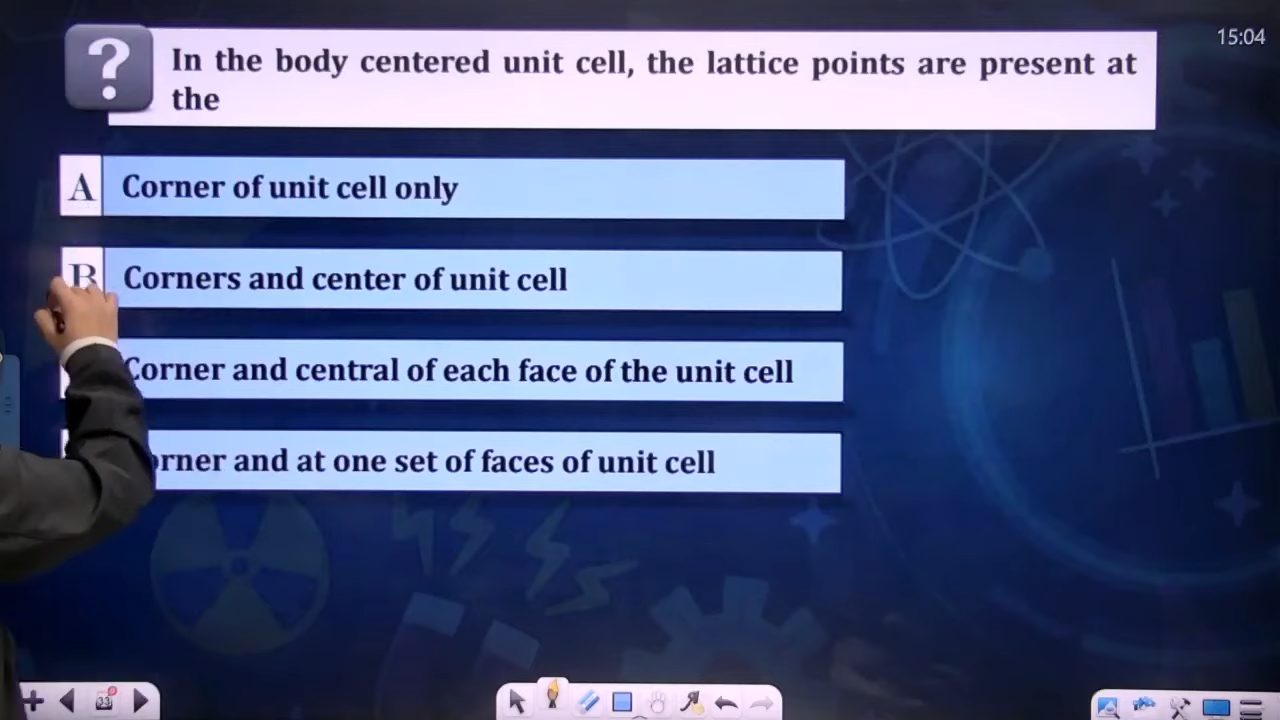 15:04
?
In the body centered unit cell, the lattice points are present at
the
A Corner of unit cell only
B Corners and center of unit cell
Corner and central of each face of the unit cell
and at one set of faces of unit cell
33